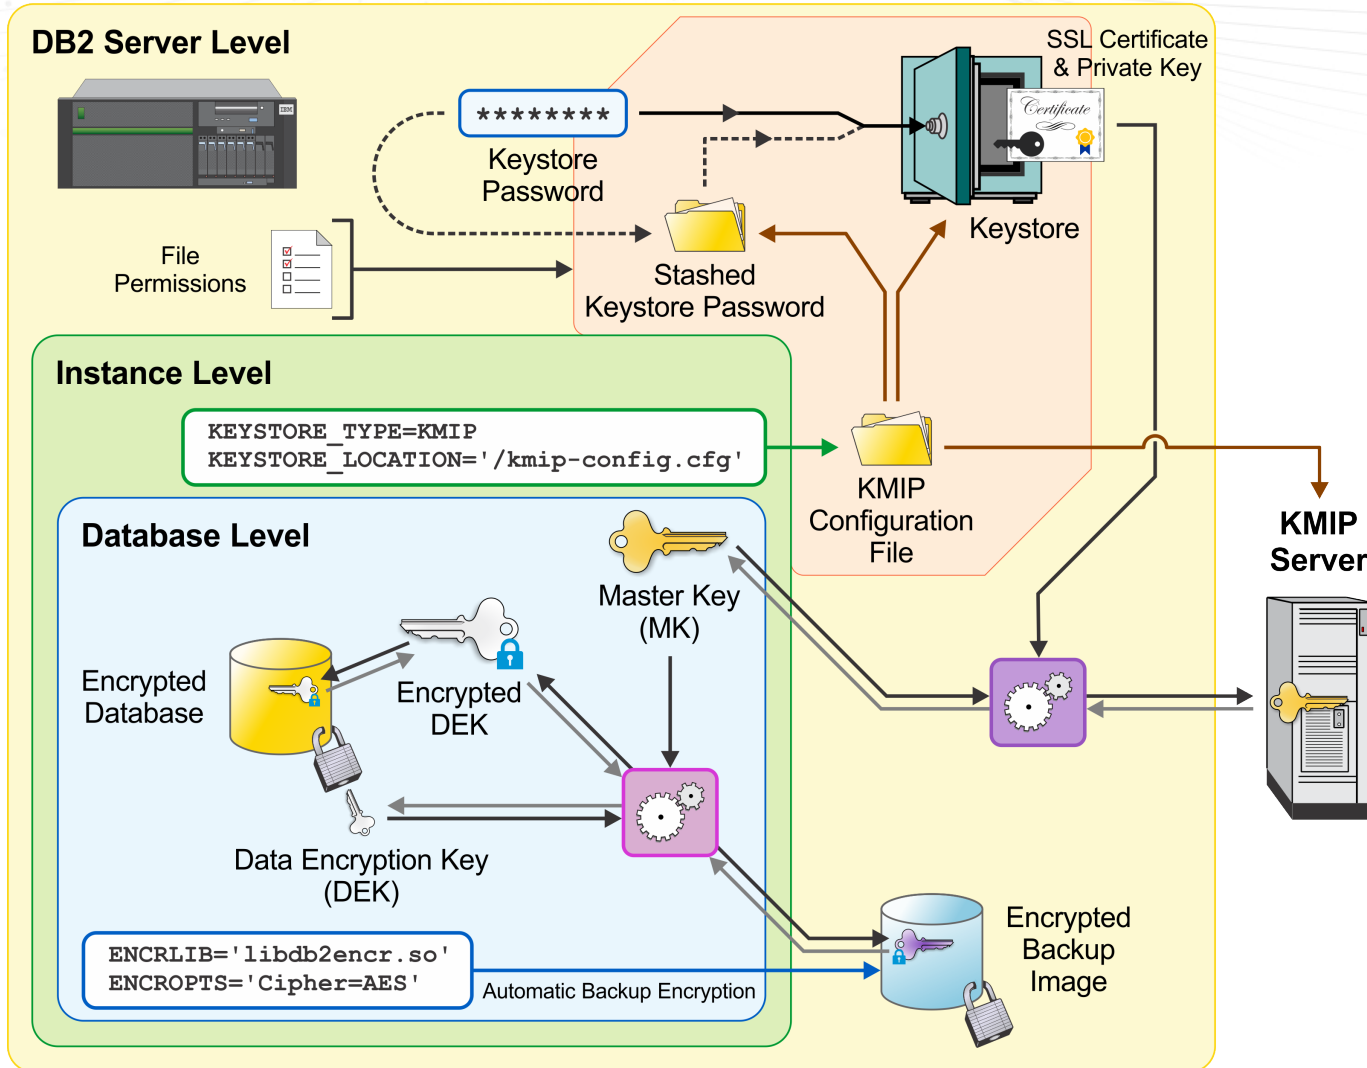 DB2 Server Level
IBM
SSL Certificate
& Private Key
Certificate
********
Keystore
Password
Keystore
File
Permissions
Stashed
Keystore Password
Instance Level
KEYSTORE_TYPE=KMIP
KEYSTORE_LOCATION='/kmip-config.cfg'
KMIP
Configuration
File
KMIP
Server
Database Level
Master Key
(MK)
Encrypted
Database
Encrypted
DEK
Data Encryption Key
(DEK)
ENCRLIB='libdb2encr.so'
ENCROPTS='Cipher=AES'
Automatic Backup Encryption
Encrypted
Backup
Image